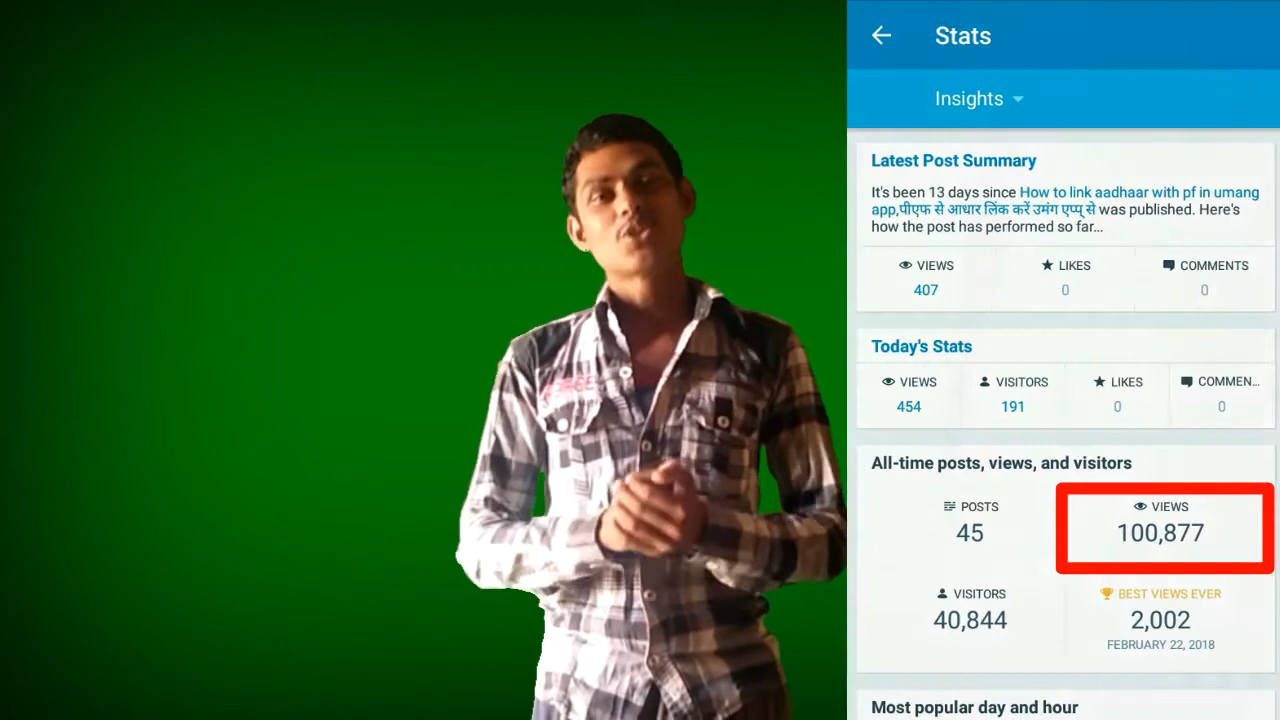 Stats
Insights
Latest Post Summary
It's been 13 days since How to link aadhaar with pf in umang
app,पीएफ से आधार लिंक करें उमंग एप्प् से was published. Here's
how the post has performed so far...
VIEWS LIKES COMMENTS
407 0 0
Today's Stats
VIEWS VISITORS LIKES COMMEN...
454 191 0 0
All-time posts, views, and visitors
POSTS VIEWS
45 100,877
VISITORS BEST VIEWS EVER
40,844 2,002
FEBRUARY 22, 2018
Most popular day and hour